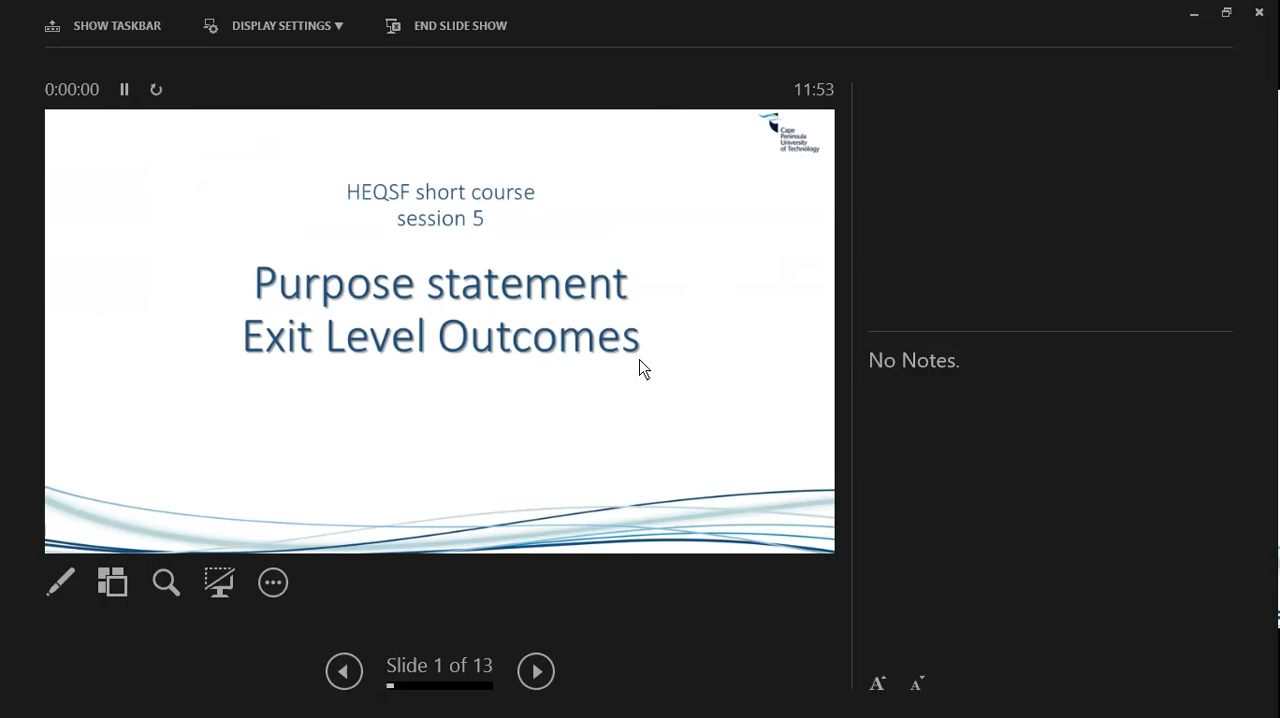 SHOW TASKBAR
DISPLAY SETTINGS
END SLIDE SHOW
0:00:00
11:53
Cape
Peninsula
University
of Technology
HEQSF short course
session 5
Purpose statement
Exit Level Outcomes
No Notes.
Slide 1 of 13
A
A